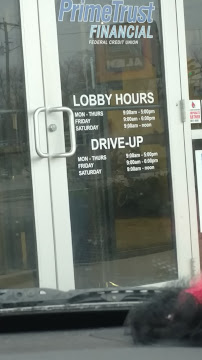 PrimeTrust
FINANCIAL
FEDERAL CREDIT UNION
LOBBY HOURS
MON - THURS 9:00am - 5:00pm
FRIDAY 9:00am - 6:00pm
SATURDAY 9:00am - noon
DRIVE-UP
MON - THURS 9:00am - 5:00pm
FRIDAY 9:00am - 6:00pm
SATURDAY 8:00am - noon